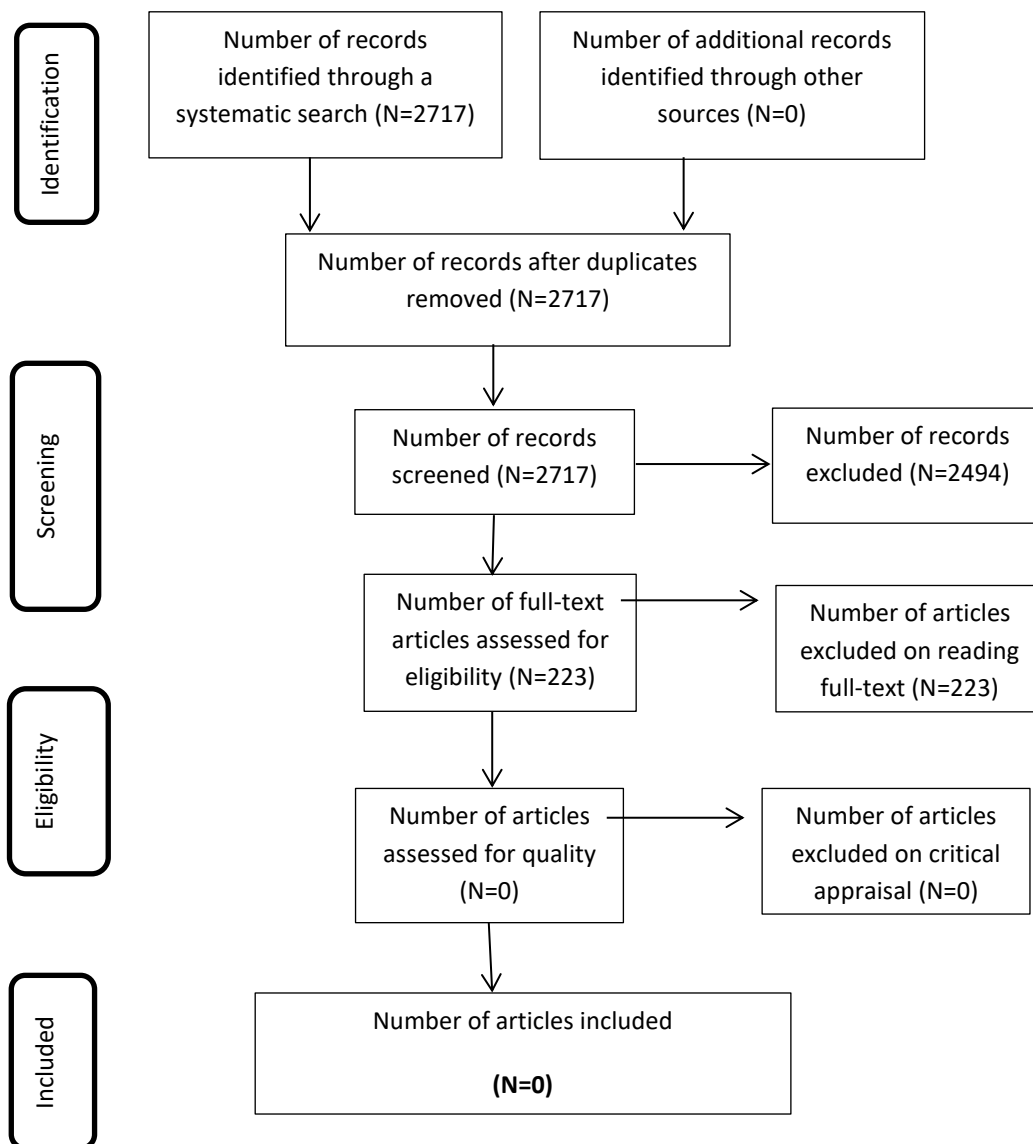 Identification
Number of records
identified through a
systematic search (N=2717)
Number of additional records
identified through other
sources (N=0)
Number of records after duplicates
removed (N=2717)
Screening
Number of records
screened (N=2717)
Number of records
excluded (N=2494)
Number of full-text
articles assessed for
eligibility (N=223)
Number of articles
excluded on reading
full-text (N=223)
Eligibility
Number of articles
assessed for quality
(N=0)
Number of articles
excluded on critical
appraisal (N=0)
Included
Number of articles included
(N=0)